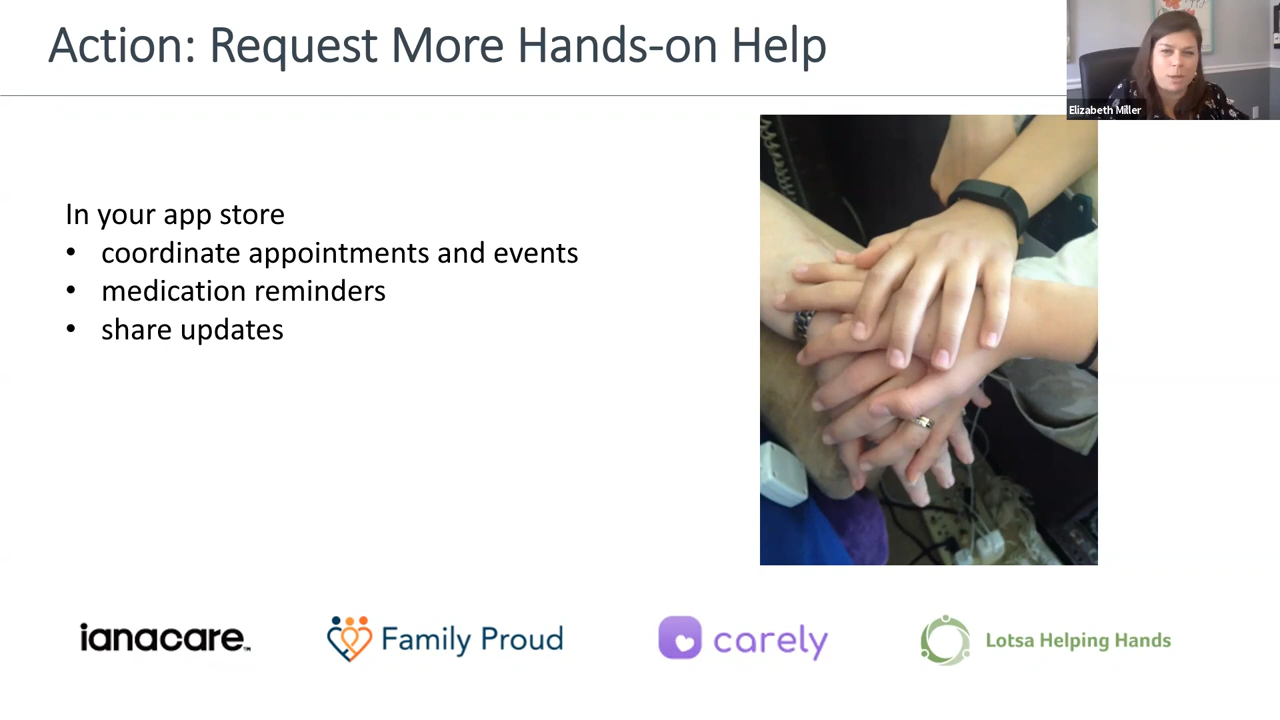 Action: Request More Hands-on Help
Elizabeth Miller
In your app store
• coordinate appointments and events
• medication reminders
• share updates
ianacare™
Family Proud
carely
Lotsa Helping Hands